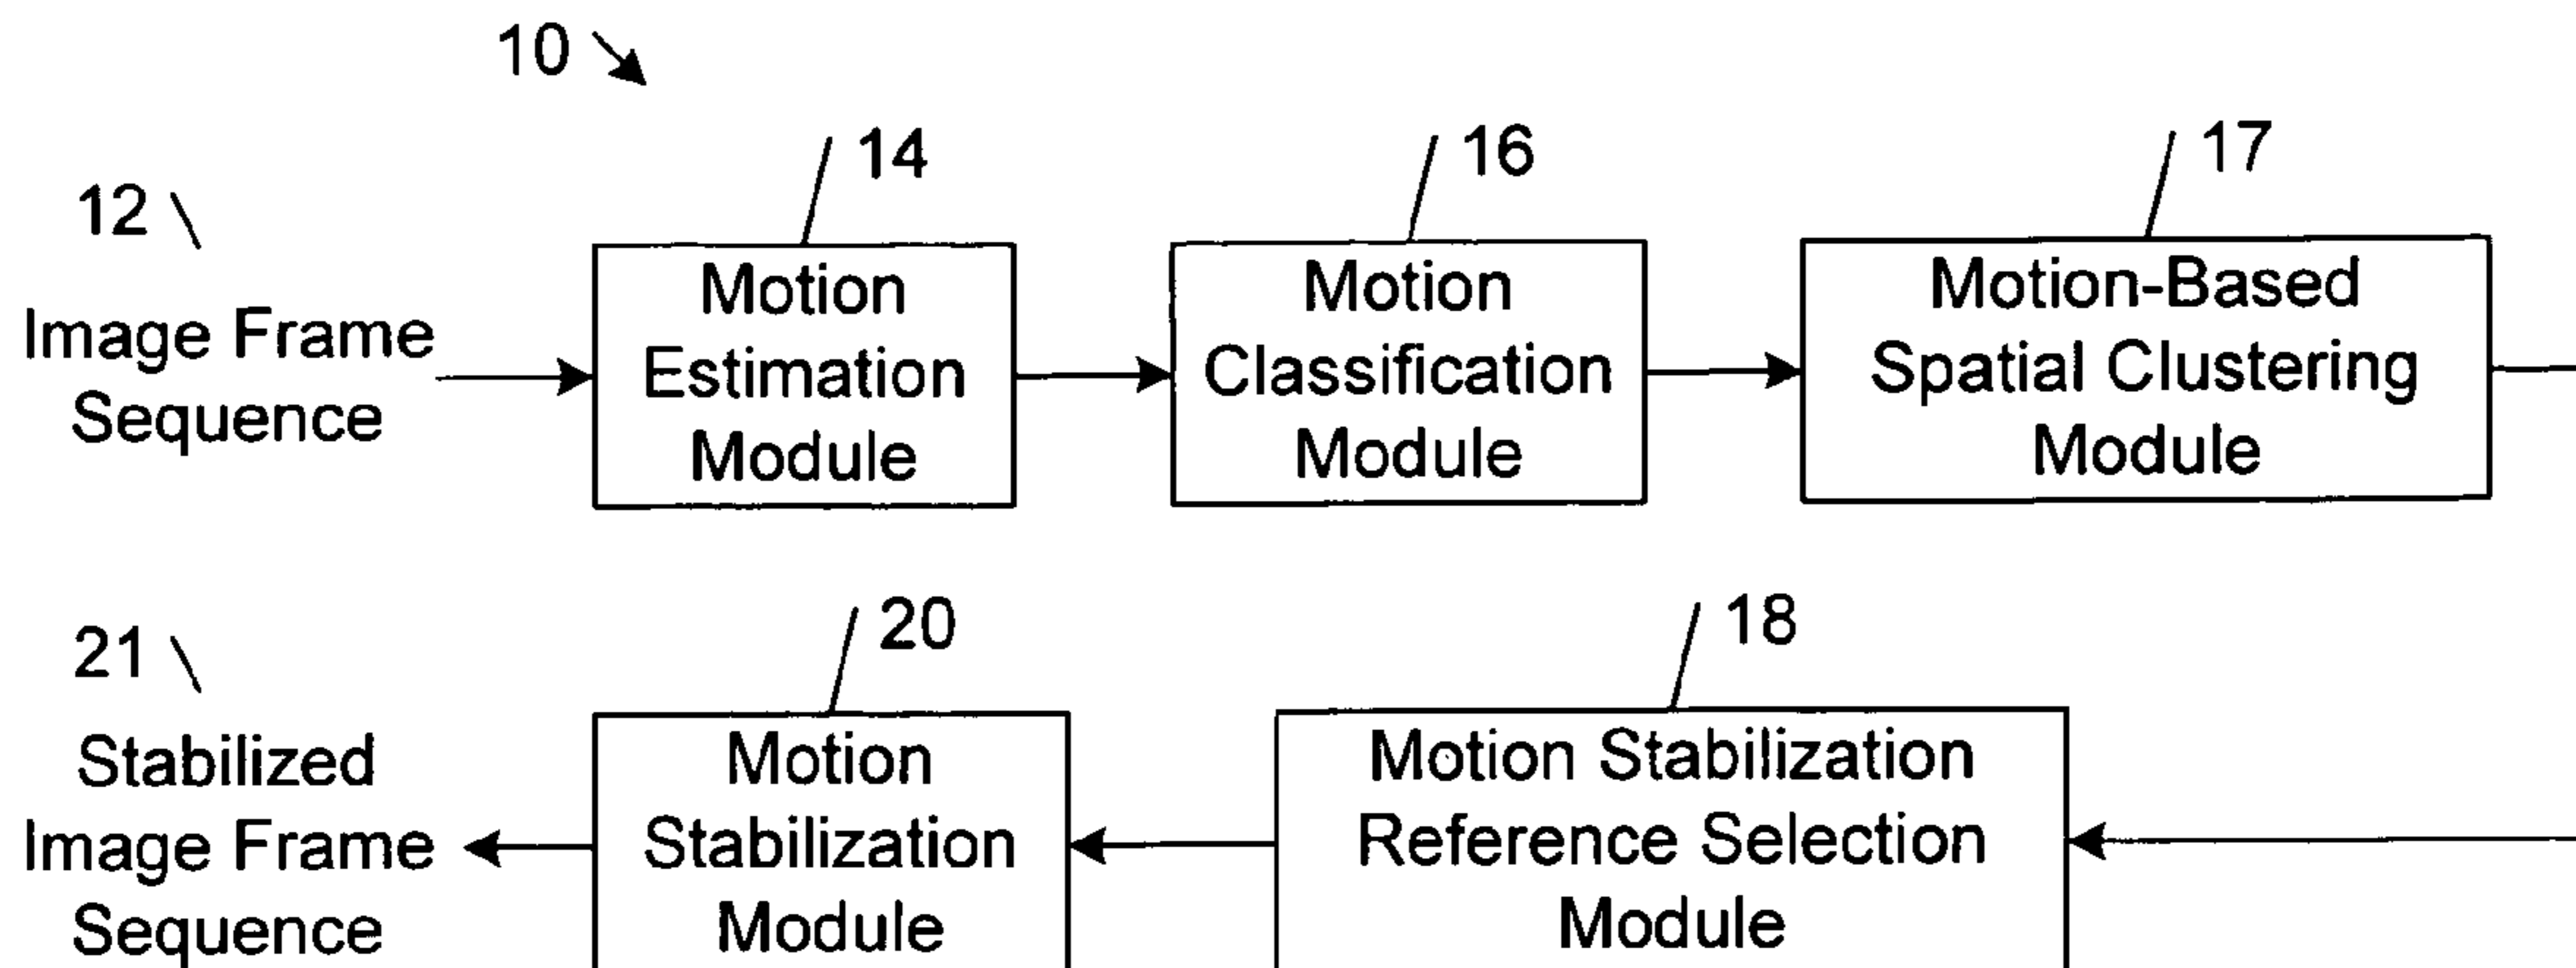 10
14
16
17
12
Image Frame
Sequence
Motion
Estimation
Module
Motion
Classification
Module
Motion-Based
Spatial Clustering
Module
21
20
18
Stabilized
Image Frame
Sequence
Motion
Stabilization
Module
Motion Stabilization
Reference Selection
Module